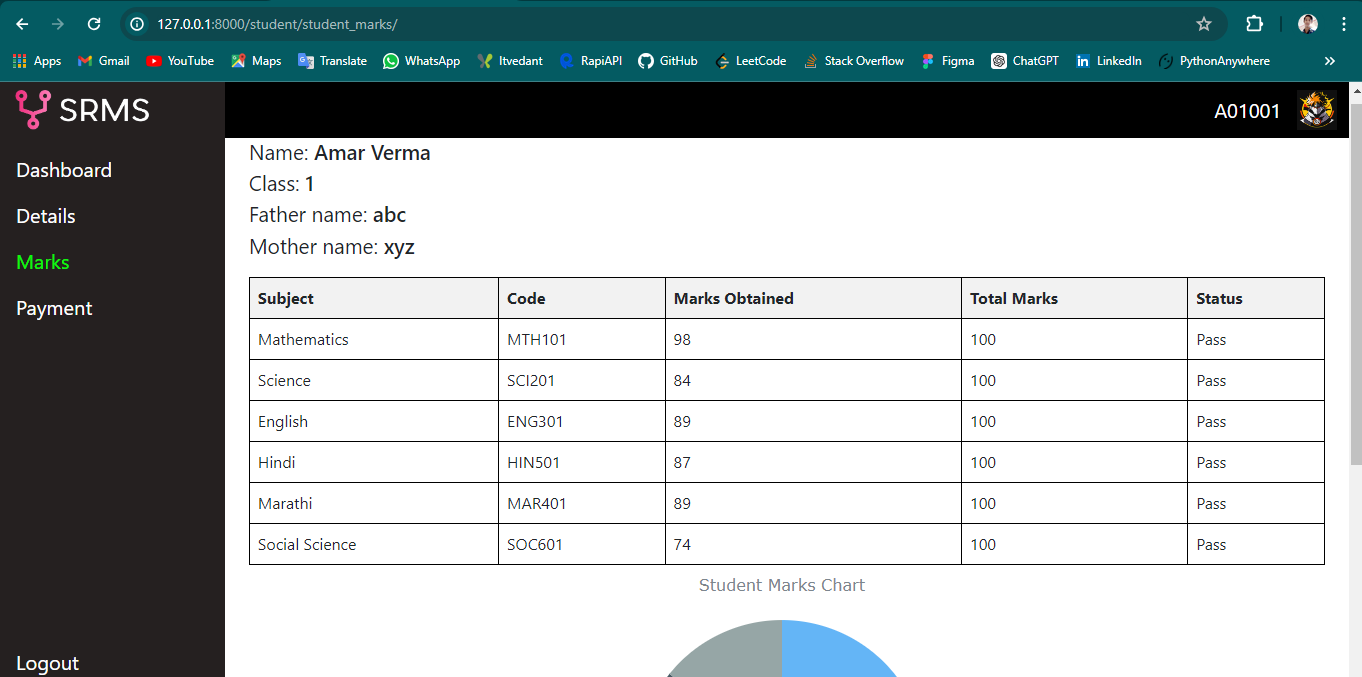 127.0.0.1:8000/student/student_marks/
Apps Gmail YouTube Maps Translate WhatsApp Itvedant RapiAPI GitHub LeetCode Stack Overflow Figma ChatGPT LinkedIn PythonAnywhere »
SRMS
A01001
Dashboard
Details
Marks
Payment
Logout
Name: Amar Verma
Class: 1
Father name: abc
Mother name: xyz
Subject Code Marks Obtained Total Marks Status
Mathematics MTH101 98 100 Pass
Science SCI201 84 100 Pass
English ENG301 89 100 Pass
Hindi HIN501 87 100 Pass
Marathi MAR401 89 100 Pass
Social Science SOC601 74 100 Pass
Student Marks Chart